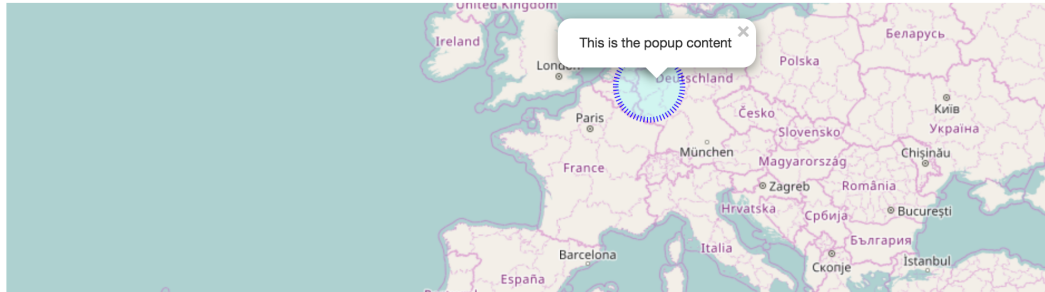 United Kingdom
Ireland
This is the popup content
×
Беларусь
London
Deutschland
Polska
Київ
Paris
Česko
Україна
Slovensko
München
Chișinău
France
Magyarország
Zagreb
România
Hrvatska
Србија
București
Barcelona
Italia
България
Скопје
Istanbul
España